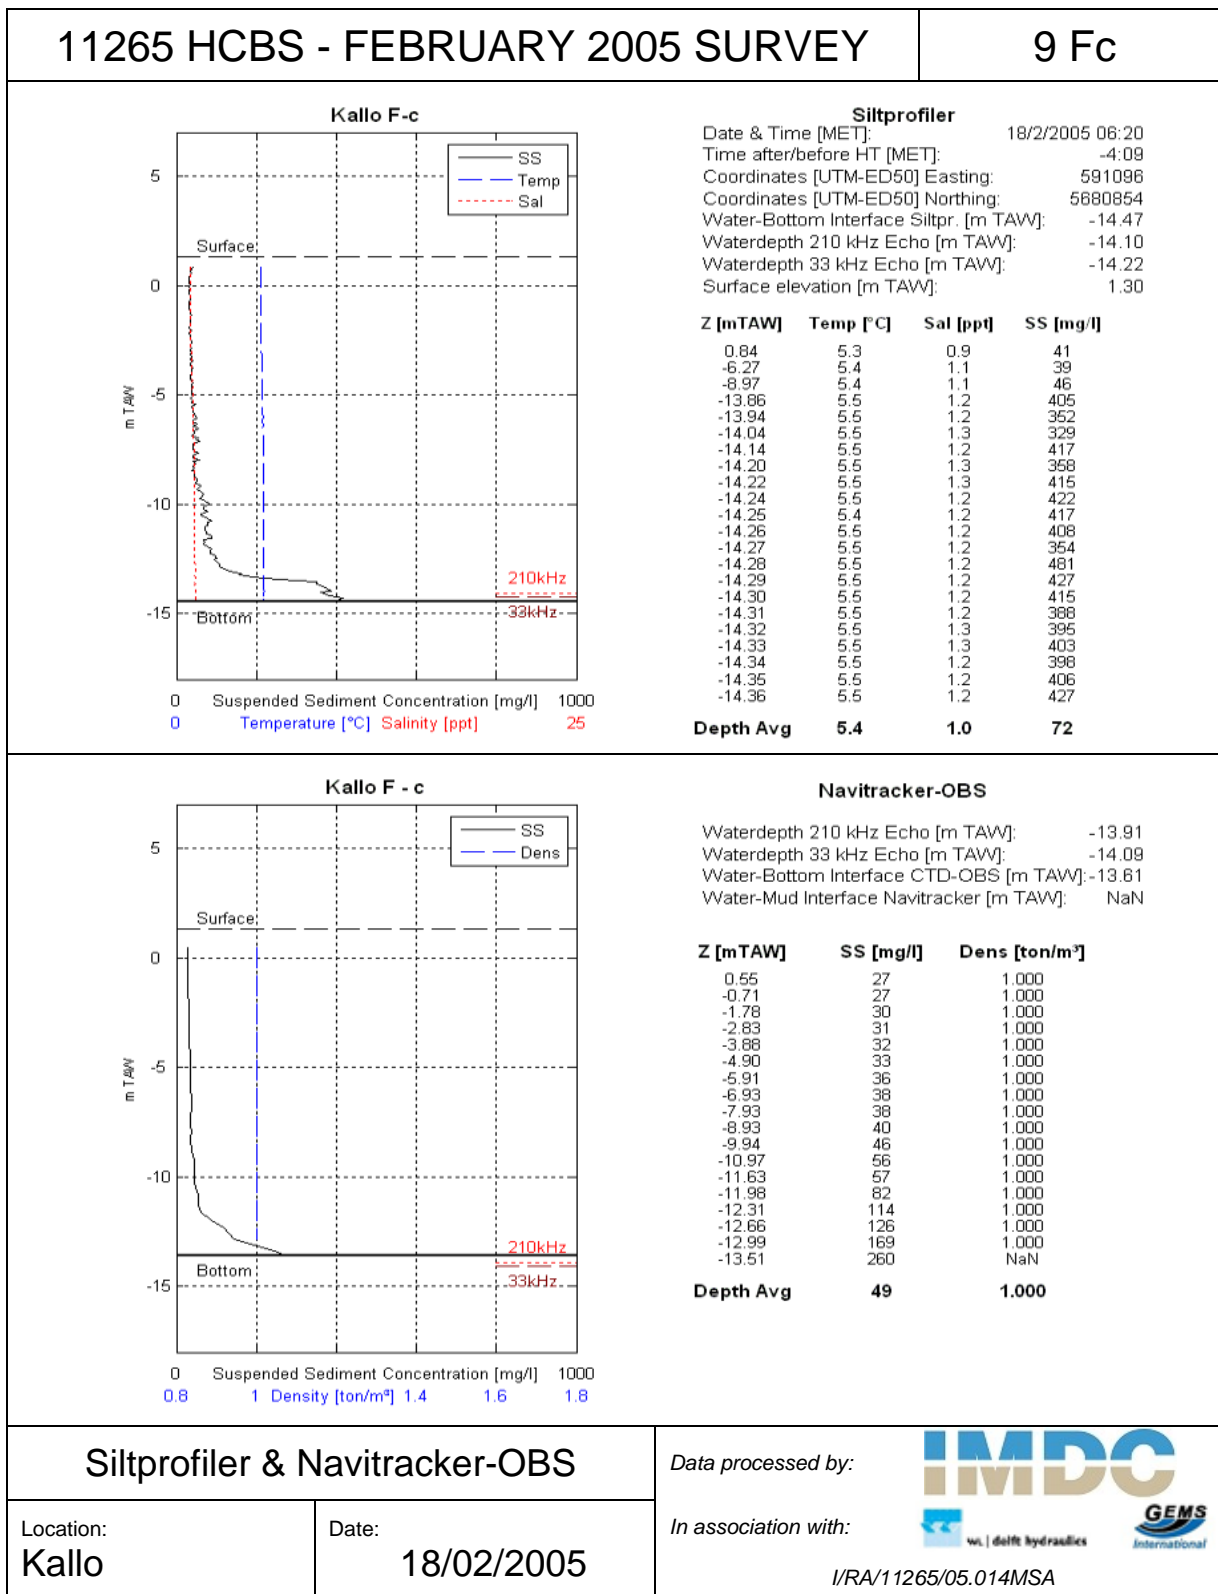 11265 HCBS - FEBRUARY 2005 SURVEY
9 Fc
Kallo F-c
SS
Temp
Sal
5
Surface
0
-5
m TAW
-10
210kHz
-15
Bottom
33kHz
0 Suspended Sediment Concentration [mg/l] 1000
0 Temperature [°C] Salinity [ppt] 25
Siltprofiler
Date & Time [MET]: 18/2/2005 06:20
Time after/before HT [MET]: -4:09
Coordinates [UTM-ED50] Easting: 591096
Coordinates [UTM-ED50] Northing: 5680854
Water-Bottom Interface Siltpr. [m TAW]: -14.47
Waterdepth 210 kHz Echo [m TAW]: -14.10
Waterdepth 33 kHz Echo [m TAW]: -14.22
Surface elevation [m TAW]: 1.30
Z [mTAW] Temp [°C] Sal [ppt] SS [mg/l]
0.84 5.3 0.9 41
-6.27 5.4 1.1 39
-8.97 5.4 1.1 46
-13.86 5.5 1.2 405
-13.94 5.5 1.2 352
-14.04 5.5 1.3 329
-14.14 5.5 1.2 417
-14.20 5.5 1.3 358
-14.22 5.5 1.3 415
-14.24 5.5 1.2 422
-14.25 5.4 1.2 417
-14.26 5.5 1.2 408
-14.27 5.5 1.2 354
-14.28 5.5 1.2 481
-14.29 5.5 1.2 427
-14.30 5.5 1.2 415
-14.31 5.5 1.2 388
-14.32 5.5 1.3 395
-14.33 5.5 1.3 403
-14.34 5.5 1.2 398
-14.35 5.5 1.2 406
-14.36 5.5 1.2 427
Depth Avg 5.4 1.0 72
Kallo F - c
SS
Dens
5
Surface
0
-5
m TAW
-10
210kHz
Bottom
-15
33kHz
0 Suspended Sediment Concentration [mg/l] 1000
0.8 1 Density [ton/m³] 1.4 1.6 1.8
Navitracker-OBS
Waterdepth 210 kHz Echo [m TAW]: -13.91
Waterdepth 33 kHz Echo [m TAW]: -14.09
Water-Bottom Interface CTD-OBS [m TAW]: -13.61
Water-Mud Interface Navitracker [m TAW]: NaN
Z [mTAW] SS [mg/l] Dens [ton/m³]
0.55 27 1.000
-0.71 27 1.000
-1.78 30 1.000
-2.83 31 1.000
-3.88 32 1.000
-4.90 33 1.000
-5.91 36 1.000
-6.93 38 1.000
-7.93 38 1.000
-8.93 40 1.000
-9.94 46 1.000
-10.97 56 1.000
-11.63 57 1.000
-11.98 82 1.000
-12.31 114 1.000
-12.66 126 1.000
-12.99 169 1.000
-13.51 260 NaN
Depth Avg 49 1.000
Siltprofiler & Navitracker-OBS
Location:
Kallo
Date:
18/02/2005
Data processed by:
IMDC
In association with:
wl | delft hydraulics
GEMS
International
I/RA/11265/05.014MSA